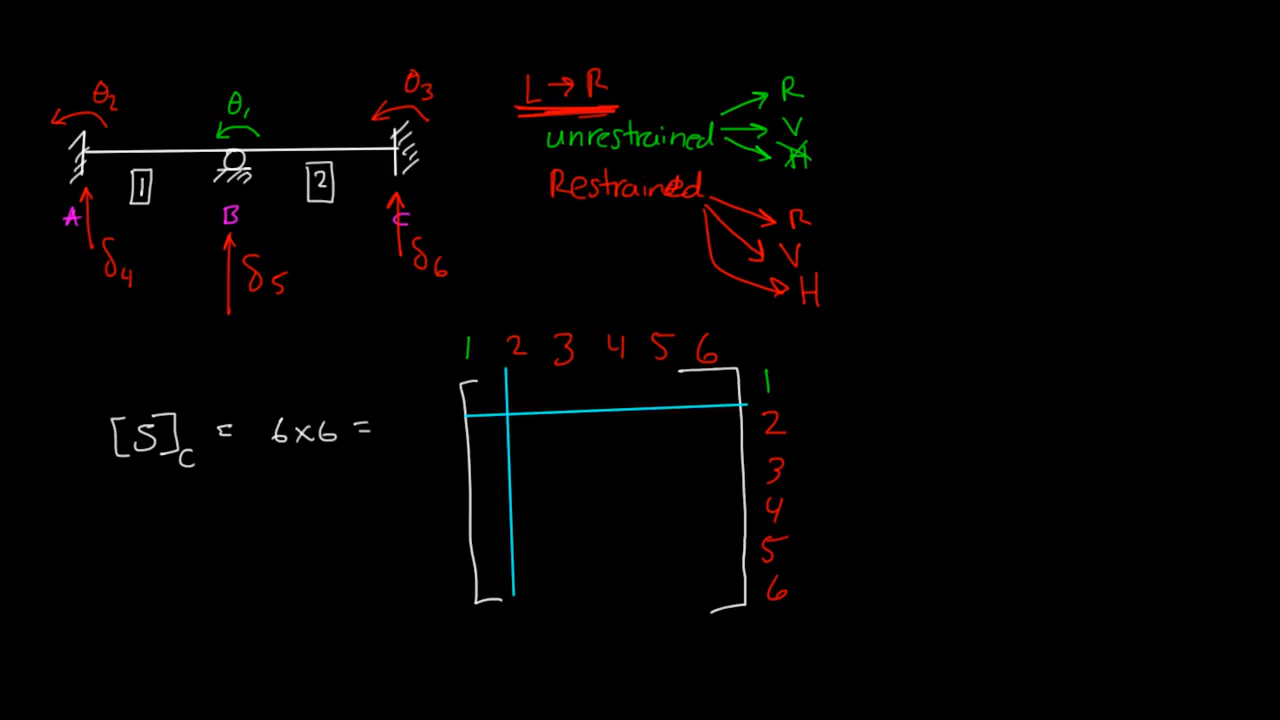 θ2 θ1 θ3
1 2
A B C
δ4 δ5 δ6
L → R
unrestrained R
V
H
Restrained R
V
H
1 2 3 4 5 6
1
2
[S]C = 6x6 =
3
4
5
6